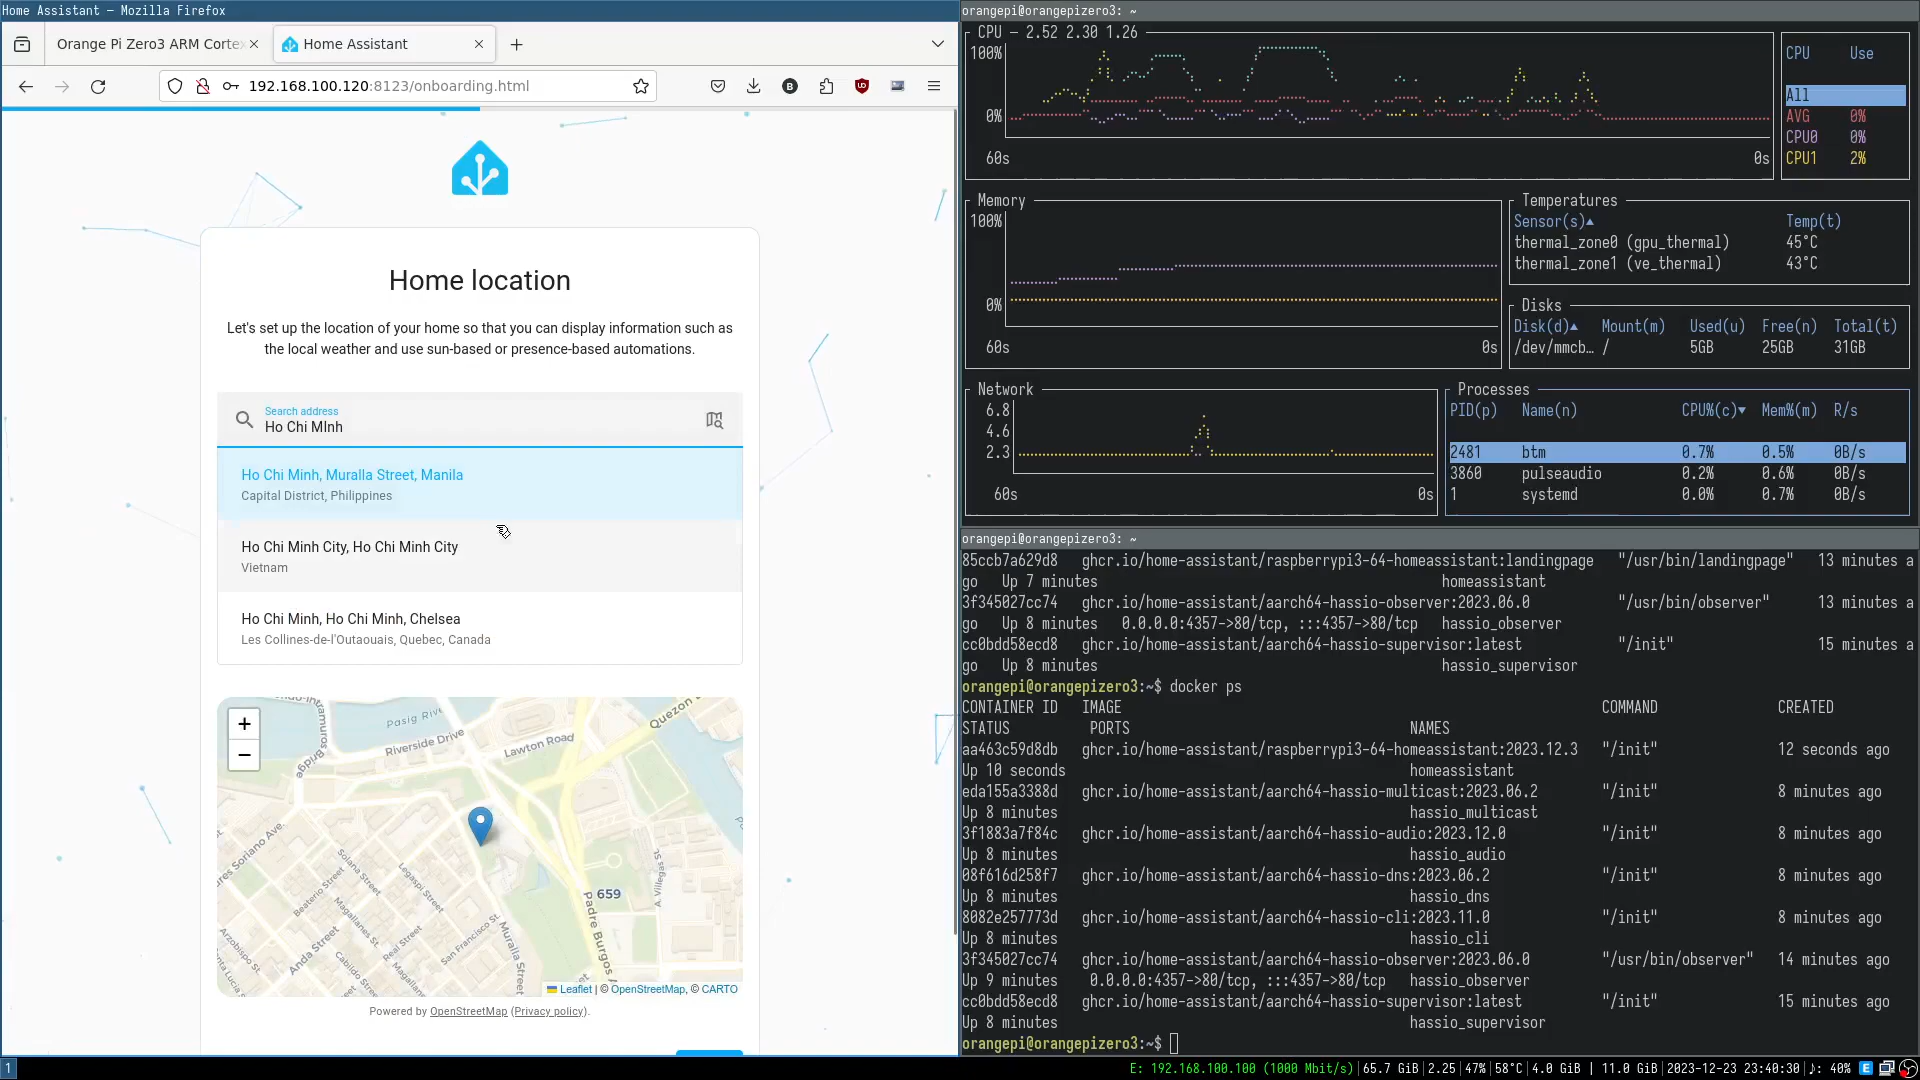 Home Assistant — Mozilla Firefox
Orange Pi Zero3 ARM Cortex
Home Assistant
192.168.100.120:8123/onboarding.html
Home location
Let's set up the location of your home so that you can display information such as
the local weather and use sun-based or presence-based automations.
Search address
Ho Chi MInh
Ho Chi Minh, Muralla Street, Manila
Capital District, Philippines
Ho Chi Minh City, Ho Chi Minh City
Vietnam
Ho Chi Minh, Ho Chi Minh, Chelsea
Les Collines-de-l'Outaouais, Quebec, Canada
+
−
Pasig Riv
Riverside Drive
Lawton Road
Quezon
Soriano Av
Solana Street
Legaspi Street
Beaterio Street
Magallanes Street
Real Street
Anda Street
Cabildo Street
San Francisco St
Muralla Street
Padre Burgos
659
A. Villegas
Leaflet | © OpenStreetMap, © CARTO
Powered by OpenStreetMap (Privacy policy).
orangepi@orangepizero3: ~
CPU — 2.52 2.30 1.26
100%
0%
60s 0s
CPU Use
All
AVG 0%
CPU0 0%
CPU1 2%
Memory
100%
0%
60s 0s
Temperatures
Sensor(s)▲ Temp(t)
thermal_zone0 (gpu_thermal) 45°C
thermal_zone1 (ve_thermal) 43°C
Disks
Disk(d)▲ Mount(m) Used(u) Free(n) Total(t)
/dev/mmcb… / 5GB 25GB 31GB
Network
6.8
4.6
2.3
60s 0s
Processes
PID(p) Name(n) CPU%(c)▼ Mem%(m) R/s
2481 btm 0.7% 0.5% 0B/s
3860 pulseaudio 0.2% 0.6% 0B/s
1 systemd 0.0% 0.7% 0B/s
orangepi@orangepizero3: ~
85ccb7a629d8 ghcr.io/home-assistant/raspberrypi3-64-homeassistant:landingpage "/usr/bin/landingpage" 13 minutes a
go Up 7 minutes homeassistant
3f345027cc74 ghcr.io/home-assistant/aarch64-hassio-observer:2023.06.0 "/usr/bin/observer" 13 minutes a
go Up 8 minutes 0.0.0.0:4357->80/tcp, :::4357->80/tcp hassio_observer
cc0bdd58ecd8 ghcr.io/home-assistant/aarch64-hassio-supervisor:latest "/init" 15 minutes a
go Up 8 minutes hassio_supervisor
orangepi@orangepizero3:~$ docker ps
CONTAINER ID IMAGE COMMAND CREATED
STATUS PORTS NAMES
aa463c59d8db ghcr.io/home-assistant/raspberrypi3-64-homeassistant:2023.12.3 "/init" 12 seconds ago
Up 10 seconds homeassistant
eda155a3388d ghcr.io/home-assistant/aarch64-hassio-multicast:2023.06.2 "/init" 8 minutes ago
Up 8 minutes hassio_multicast
3f1883a7f84c ghcr.io/home-assistant/aarch64-hassio-audio:2023.12.0 "/init" 8 minutes ago
Up 8 minutes hassio_audio
08f616d258f7 ghcr.io/home-assistant/aarch64-hassio-dns:2023.06.2 "/init" 8 minutes ago
Up 8 minutes hassio_dns
8082e257773d ghcr.io/home-assistant/aarch64-hassio-cli:2023.11.0 "/init" 8 minutes ago
Up 8 minutes hassio_cli
3f345027cc74 ghcr.io/home-assistant/aarch64-hassio-observer:2023.06.0 "/usr/bin/observer" 14 minutes ago
Up 9 minutes 0.0.0.0:4357->80/tcp, :::4357->80/tcp hassio_observer
cc0bdd58ecd8 ghcr.io/home-assistant/aarch64-hassio-supervisor:latest "/init" 15 minutes ago
Up 8 minutes hassio_supervisor
orangepi@orangepizero3:~$
1
E: 192.168.100.100 (1000 Mbit/s)|65.7 GiB|2.25|47%|58°C|4.0 GiB | 11.0 GiB|2023-12-23 23:40:30|♪: 40%